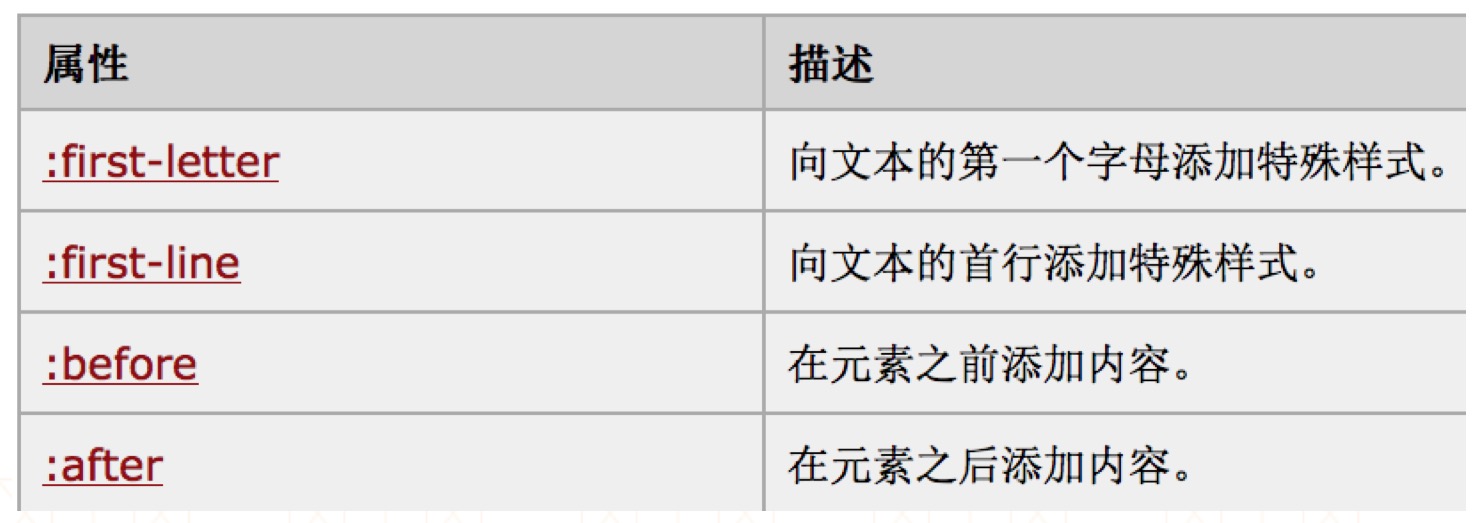 属性 描述
:first-letter 向文本的第一个字母添加特殊样式。
:first-line 向文本的首行添加特殊样式。
:before 在元素之前添加内容。
:after 在元素之后添加内容。